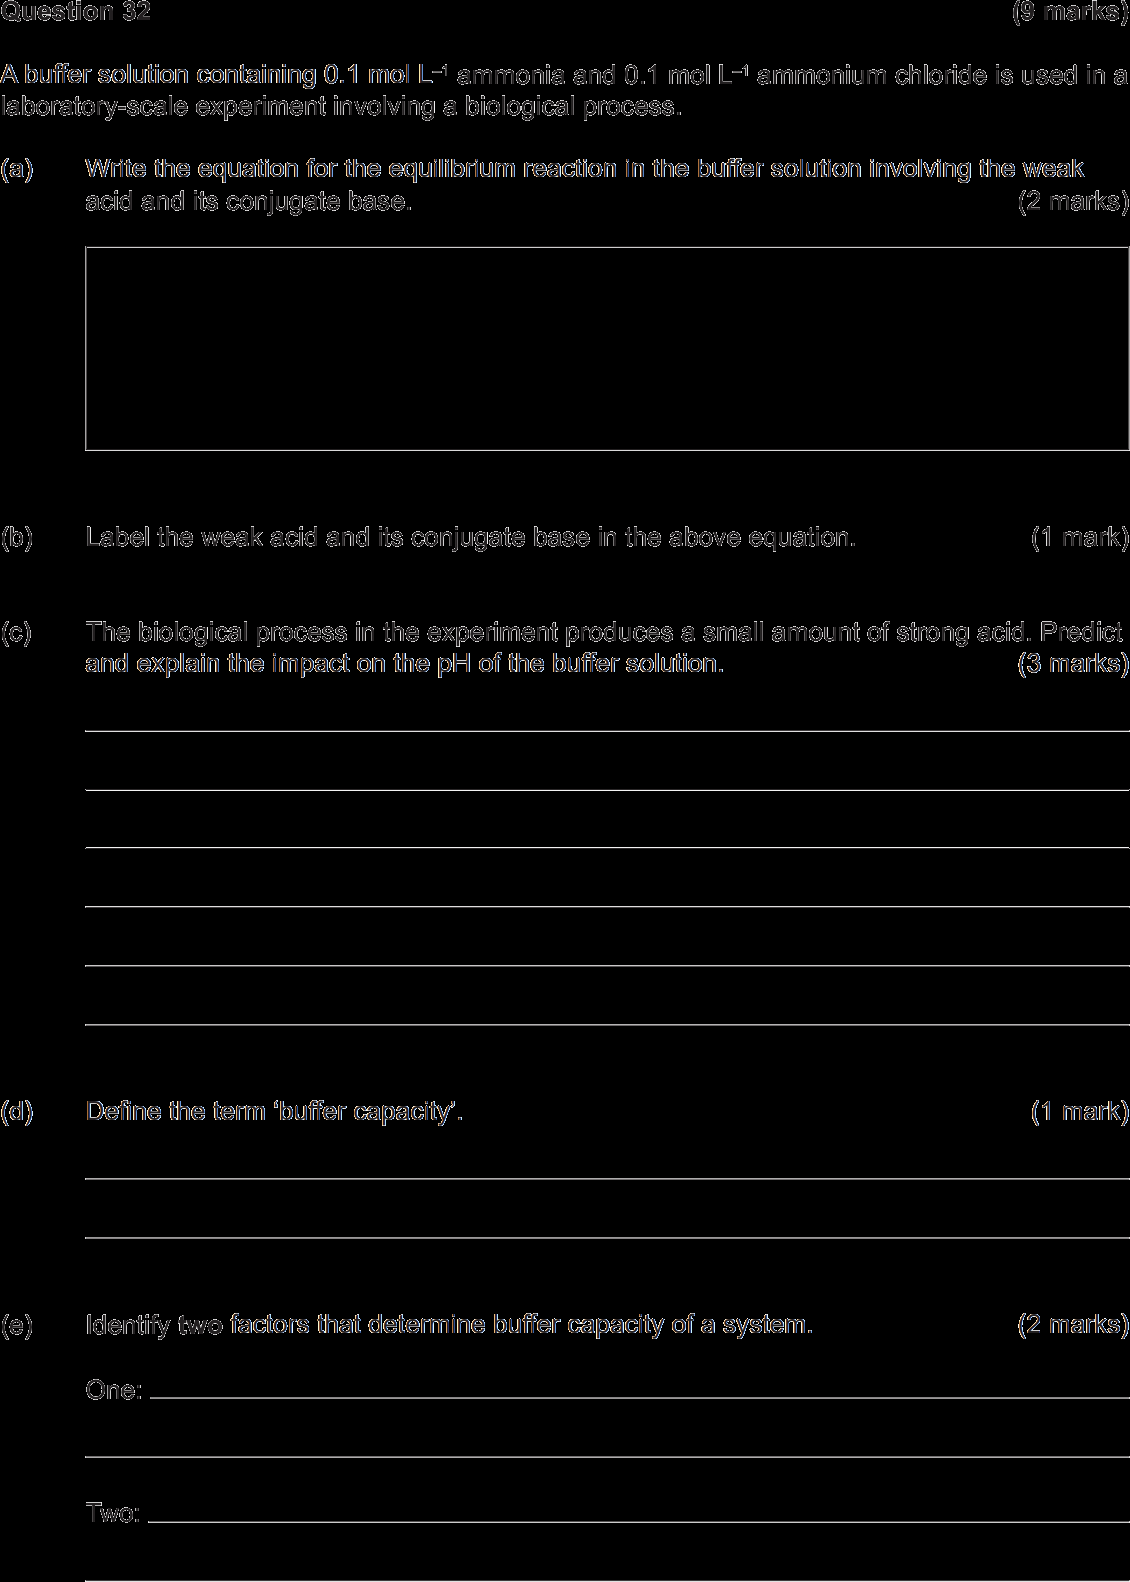 Question 32 (9 marks)
A buffer solution containing 0.1 mol L⁻¹ ammonia and 0.1 mol L⁻¹ ammonium chloride is used in a
laboratory-scale experiment involving a biological process.
(a) Write the equation for the equilibrium reaction in the buffer solution involving the weak
acid and its conjugate base. (2 marks)
(b) Label the weak acid and its conjugate base in the above equation. (1 mark)
(c) The biological process in the experiment produces a small amount of strong acid. Predict
and explain the impact on the pH of the buffer solution. (3 marks)
(d) Define the term ‘buffer capacity’. (1 mark)
(e) Identify two factors that determine buffer capacity of a system. (2 marks)
One:
Two: